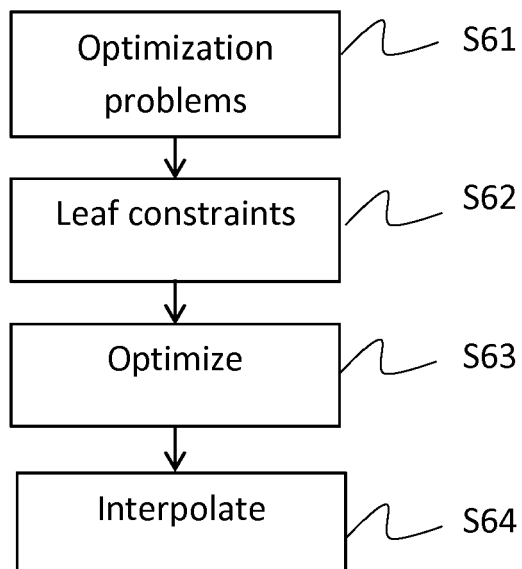 Optimization
problems
S61
Leaf constraints
S62
Optimize
S63
Interpolate
S64